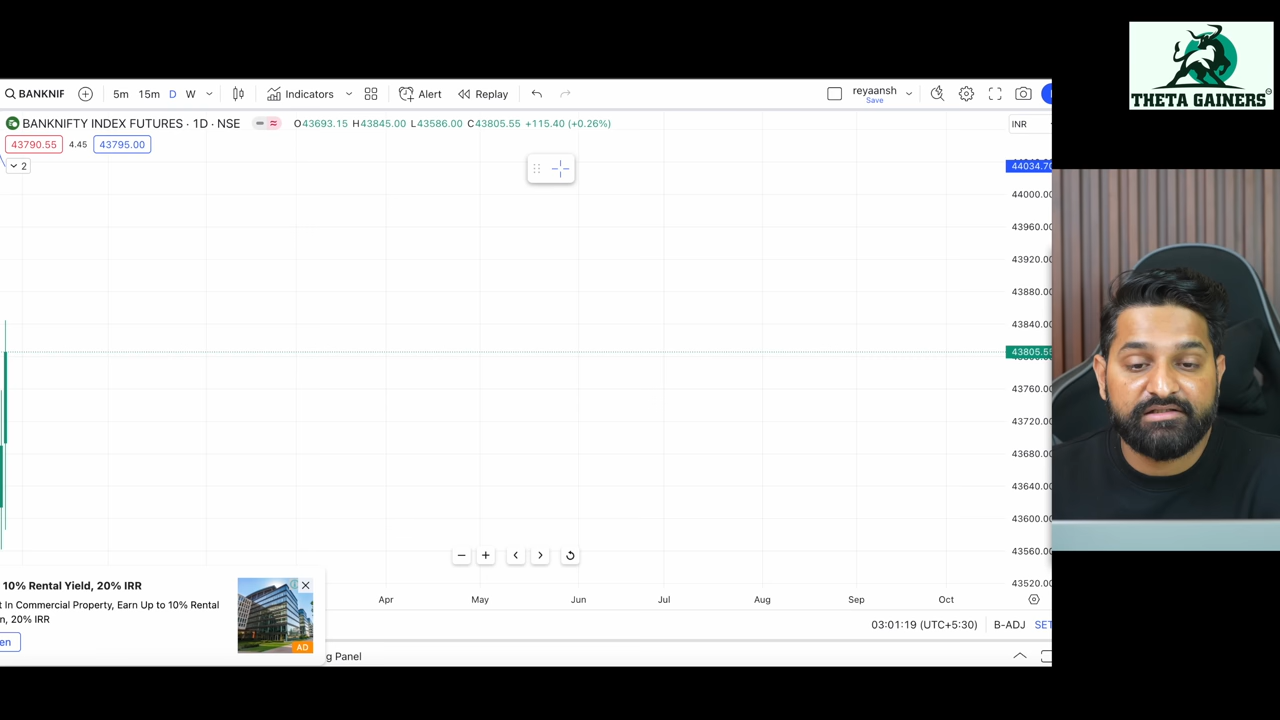 THETA GAINERS
BANKNIF 5m 15m D W Indicators Alert Replay reyaansh
Save
BANKNIFTY INDEX FUTURES · 1D · NSE O43693.15 H43845.00 L43586.00 C43805.55 +115.40 (+0.26%) INR
43790.55 4.45 43795.00
2
44034.70
44000.00
43960.00
43920.00
43880.00
43840.00
43805.55
43760.00
43720.00
43680.00
43640.00
43600.00
43560.00
43520.00
10% Rental Yield, 20% IRR
t In Commercial Property, Earn Up to 10% Rental
n, 20% IRR
en
AD
Apr May Jun Jul Aug Sep Oct
03:01:19 (UTC+5:30) B-ADJ SET
g Panel